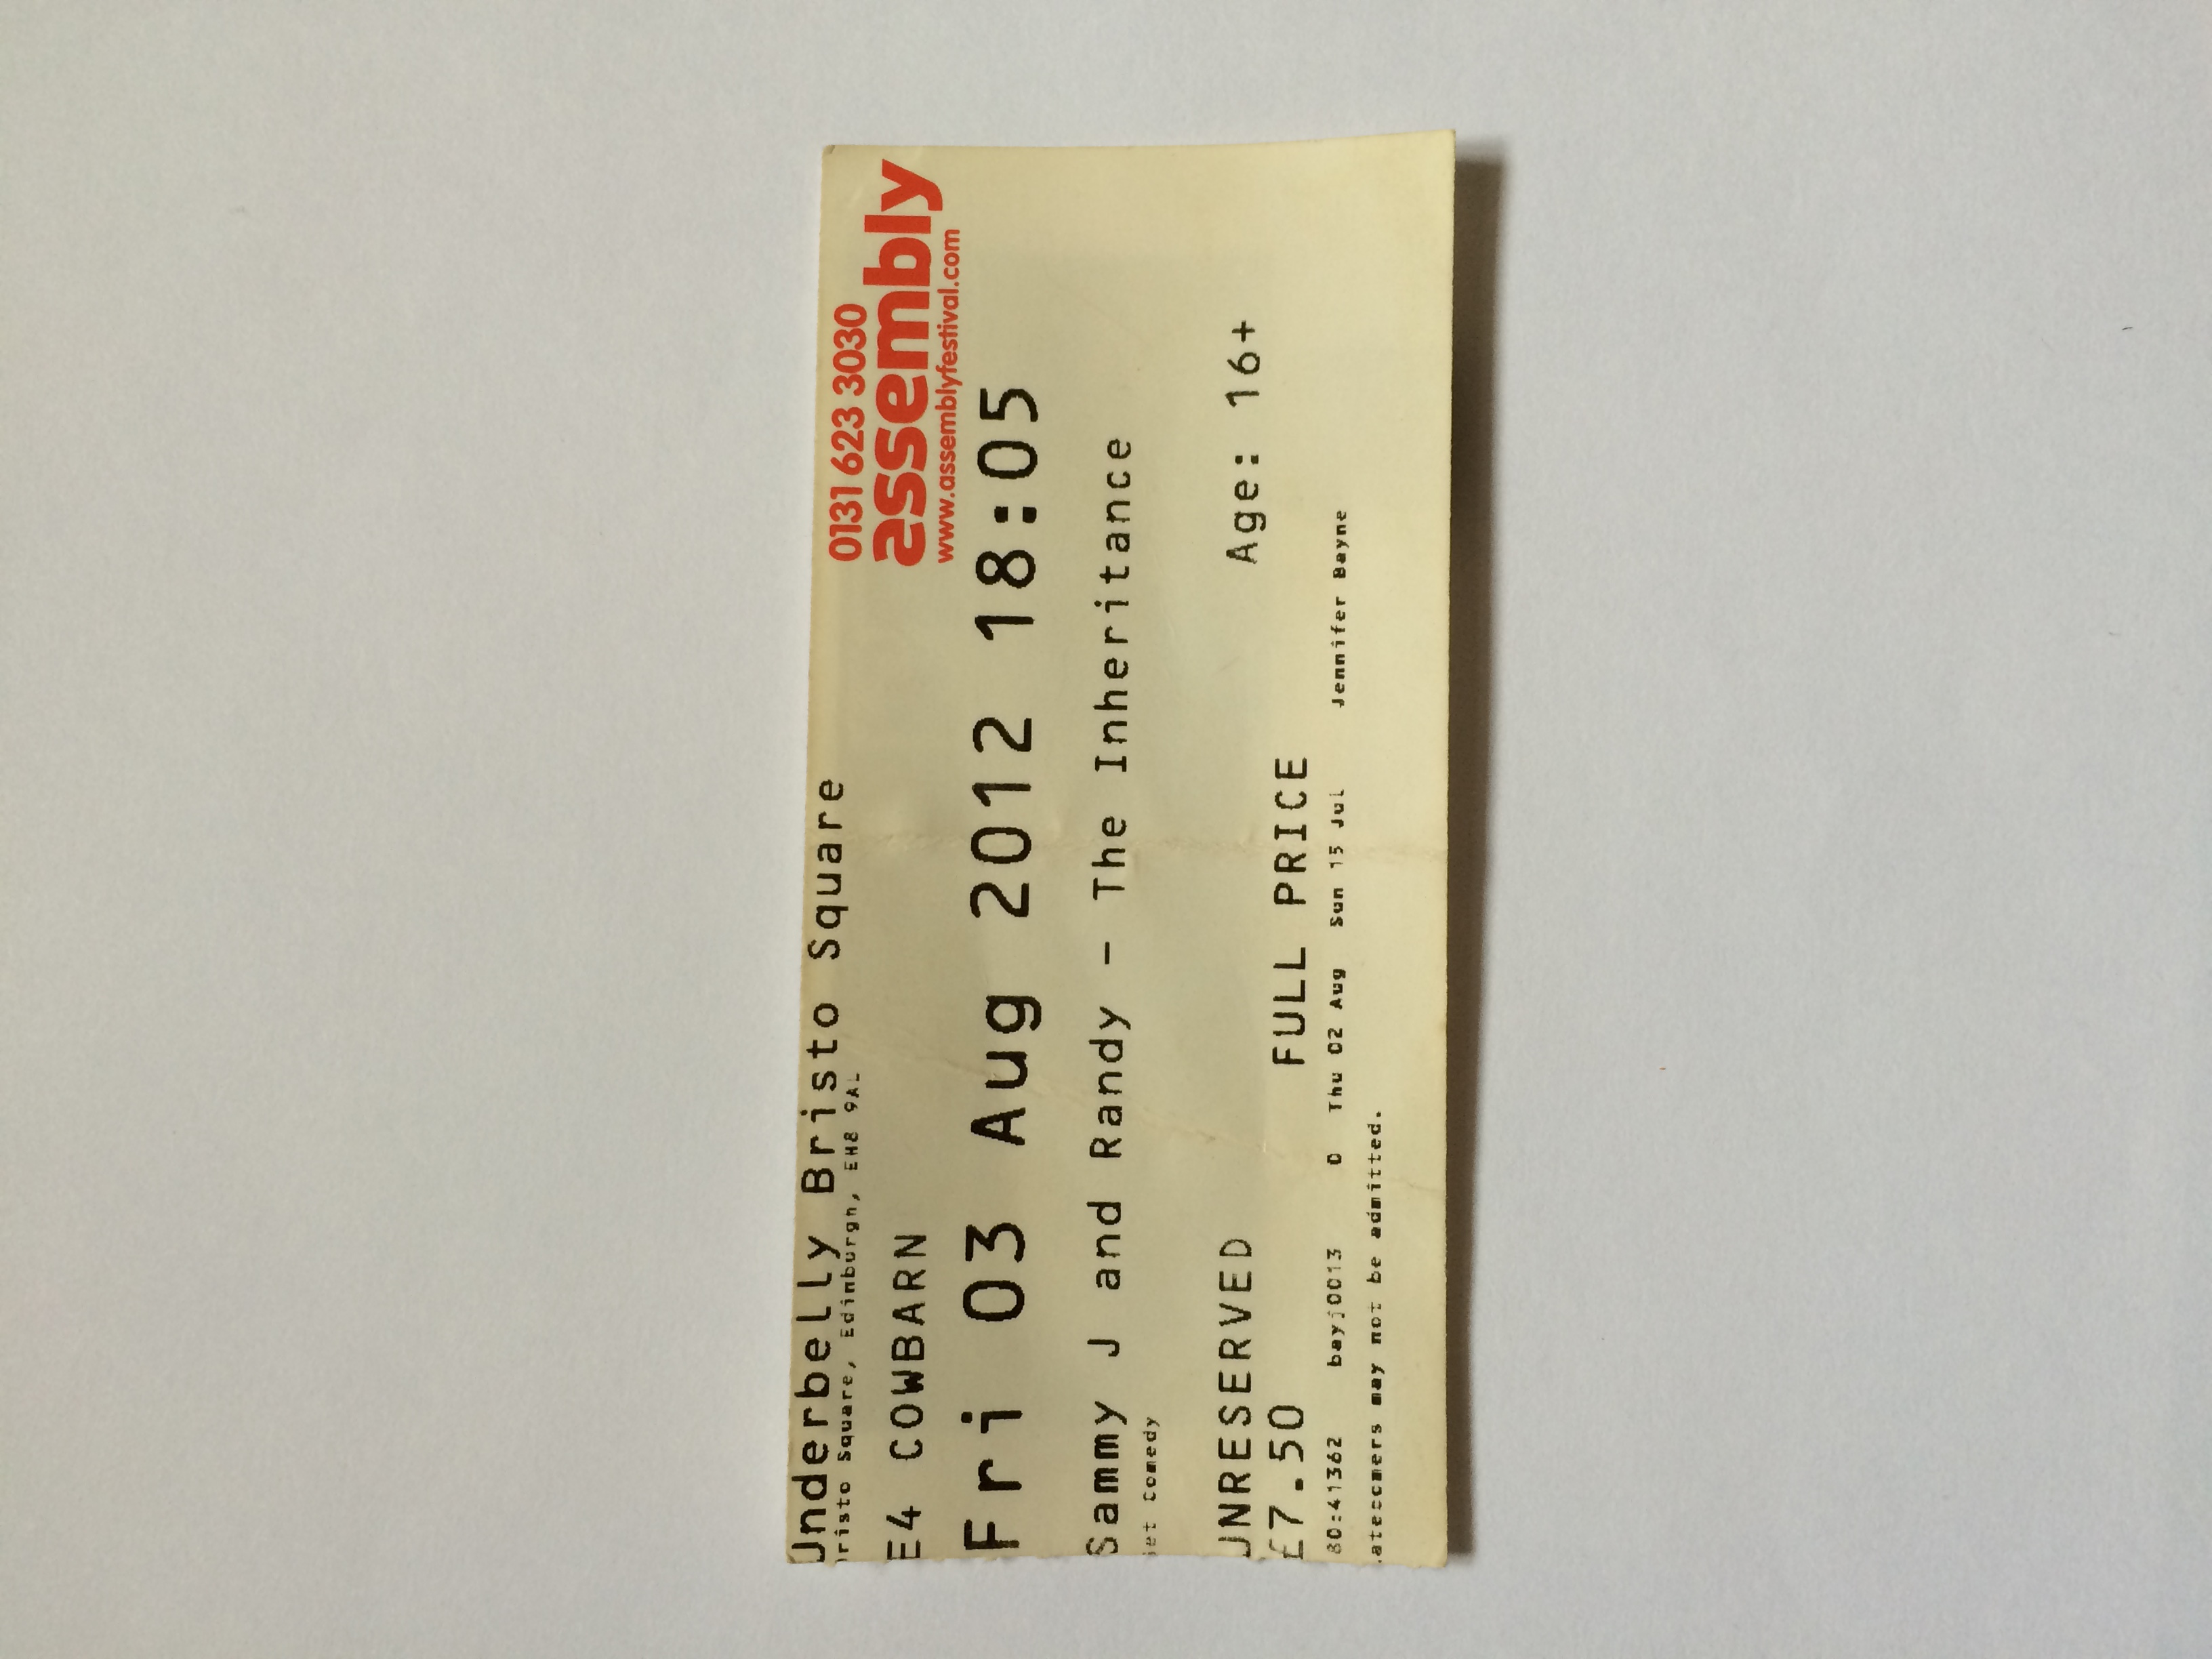 0131 623 3030
assembly
www.assemblyfestival.com
Underbelly Bristo Square
Bristo Square, Edinburgh, EH8 9AL
E4 COWBARN
Fri 03 Aug 2012 18:05
Sammy J and Randy - The Inheritance
Comedy
UNRESERVED Age: 16+
£7.50 FULL PRICE
80:41362 bayj0013 0 Thu 02 Aug Sun 15 Jul Jennifer Bayne
Latecomers may not be admitted.